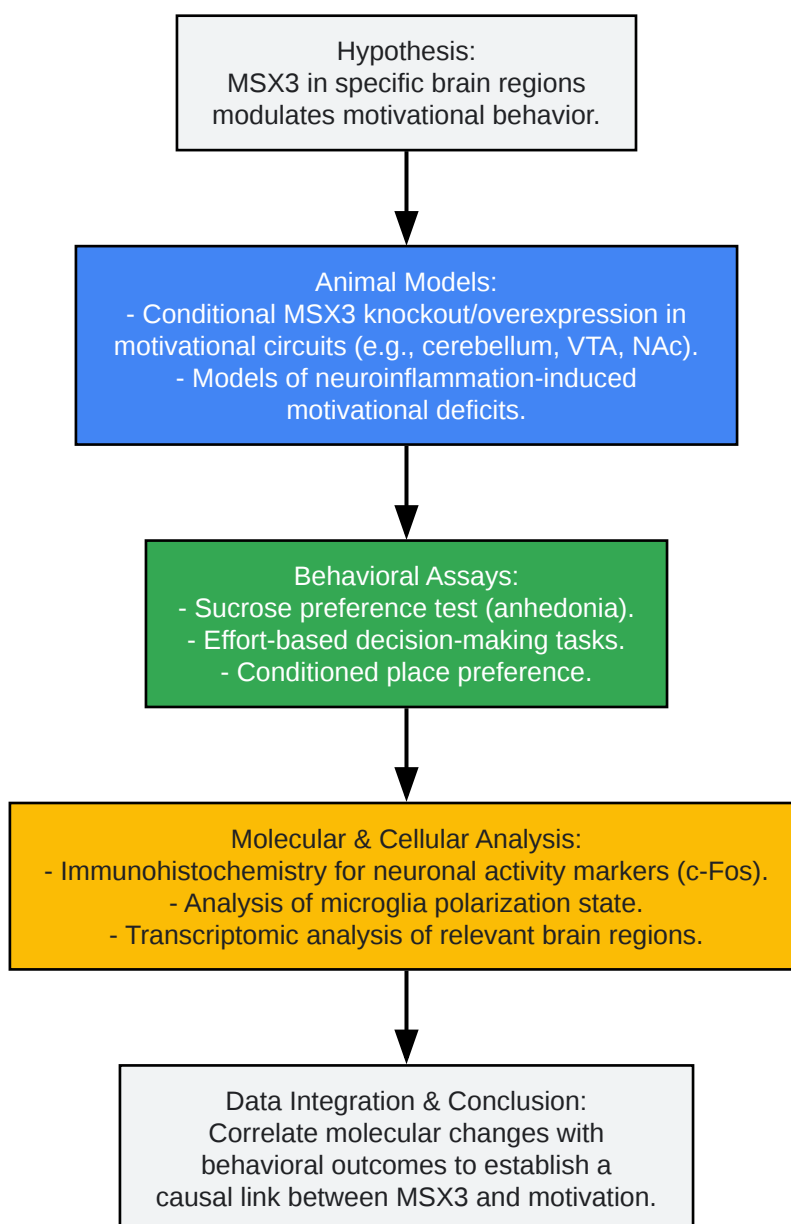 Hypothesis:
MSX3 in specific brain regions
modulates motivational behavior.
Animal Models:
- Conditional MSX3 knockout/overexpression in
motivational circuits (e.g., cerebellum, VTA, NAc).
- Models of neuroinflammation-induced
motivational deficits.
Behavioral Assays:
- Sucrose preference test (anhedonia).
- Effort-based decision-making tasks.
- Conditioned place preference.
Molecular & Cellular Analysis:
- Immunohistochemistry for neuronal activity markers (c-Fos).
- Analysis of microglia polarization state.
- Transcriptomic analysis of relevant brain regions.
Data Integration & Conclusion:
Correlate molecular changes with
behavioral outcomes to establish a
causal link between MSX3 and motivation.